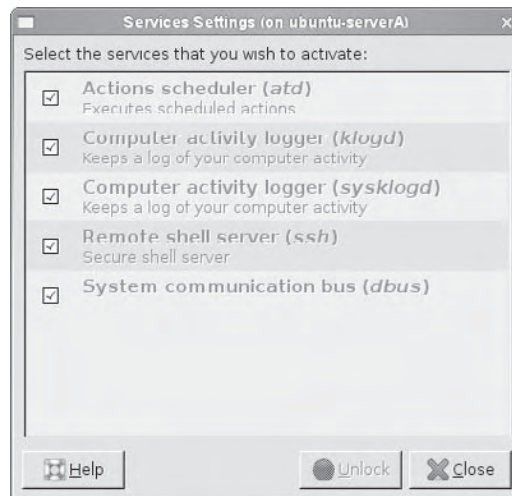 Services Settings (on ubuntu-serverA)
Select the services that you wish to activate:
Actions scheduler (atd)
Executes scheduled actions
Computer activity logger (klogd)
Keeps a log of your computer activity
Computer activity logger (sysklogd)
Keeps a log of your computer activity
Remote shell server (ssh)
Secure shell server
System communication bus (dbus)
Help
Unlock
Close